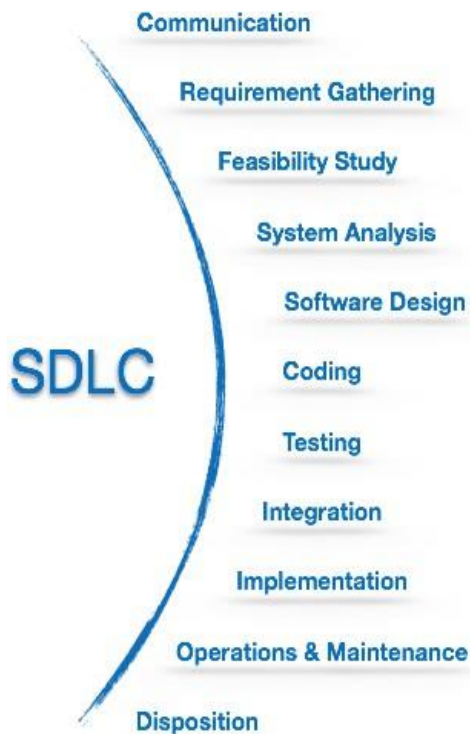 Communication
Requirement Gathering
Feasibility Study
System Analysis
Software Design
SDLC
Coding
Testing
Integration
Implementation
Operations & Maintenance
Disposition